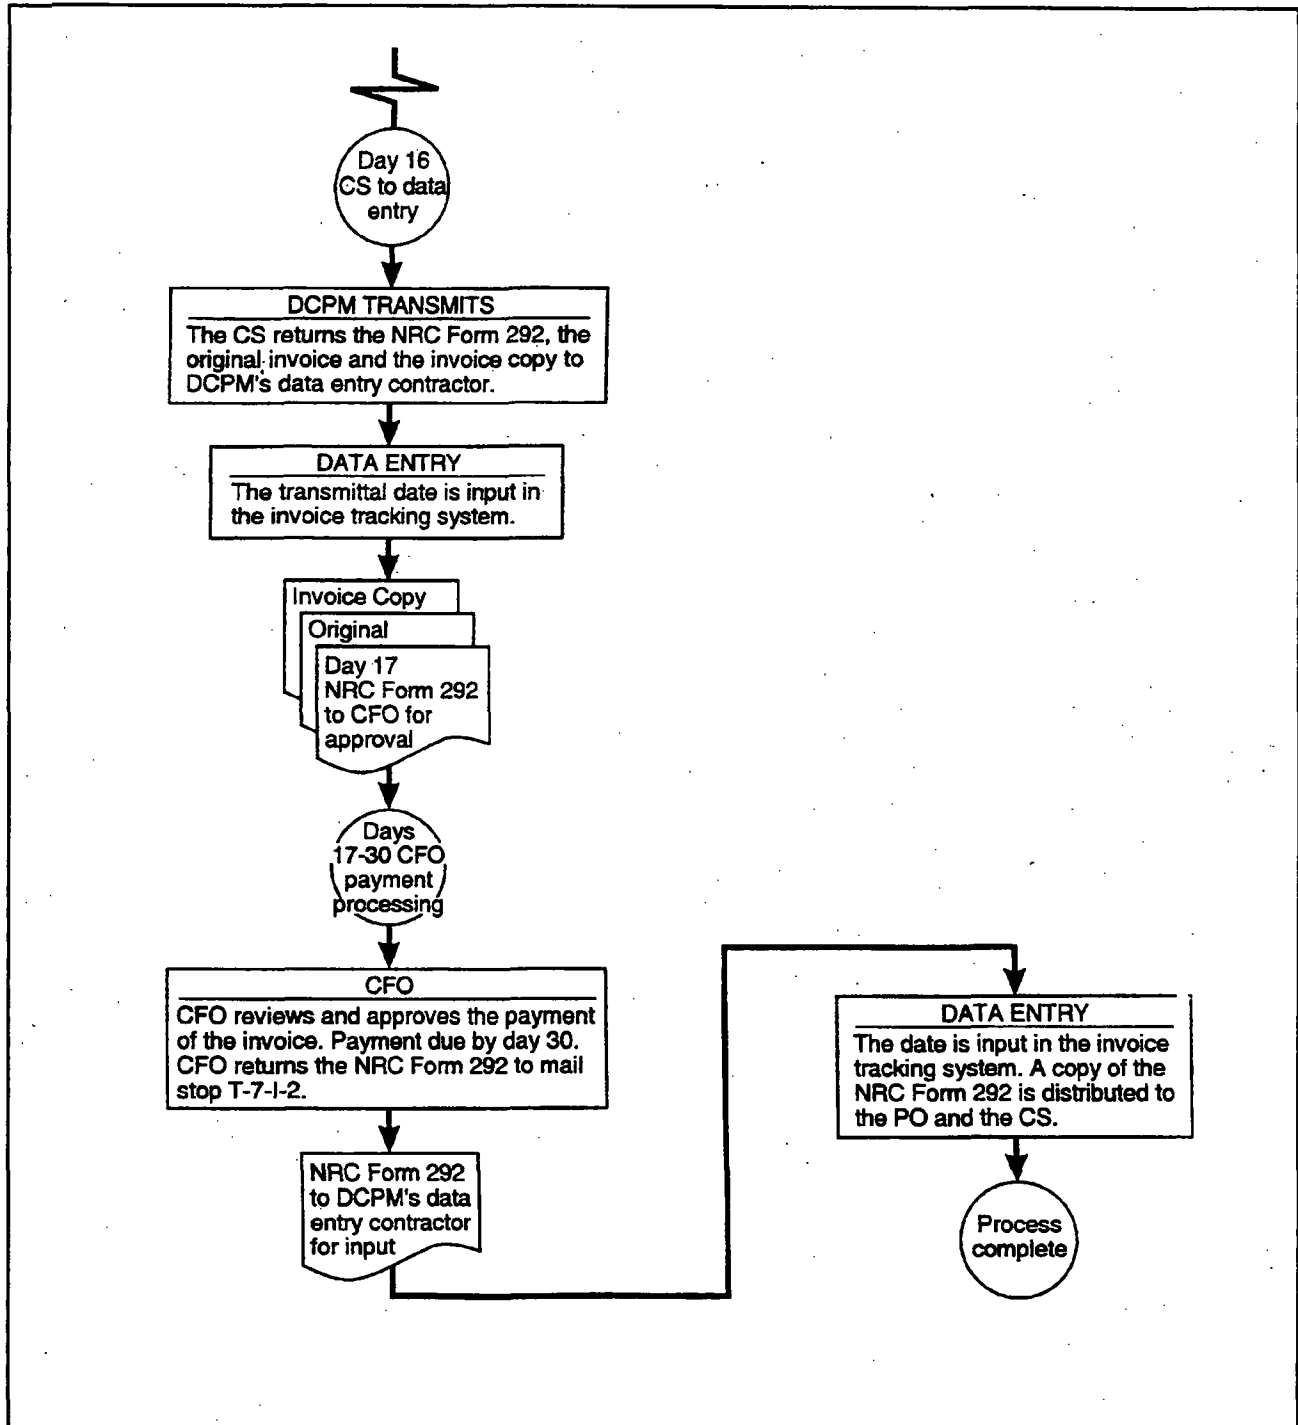 Day 16
CS to data
entry
DCPM TRANSMITS
The CS returns the NRC Form 292, the
original invoice and the invoice copy to
DCPM's data entry contractor.
DATA ENTRY
The transmittal date is input in
the invoice tracking system.
Invoice Copy
Original
Day 17
NRC Form 292
to CFO for
approval
Days
17-30 CFO
payment
processing
CFO
CFO reviews and approves the payment
of the invoice. Payment due by day 30.
CFO returns the NRC Form 292 to mail
stop T-7-I-2.
NRC Form 292
to DCPM's data
entry contractor
for input
DATA ENTRY
The date is input in the invoice
tracking system. A copy of the
NRC Form 292 is distributed to
the PO and the CS.
Process
complete